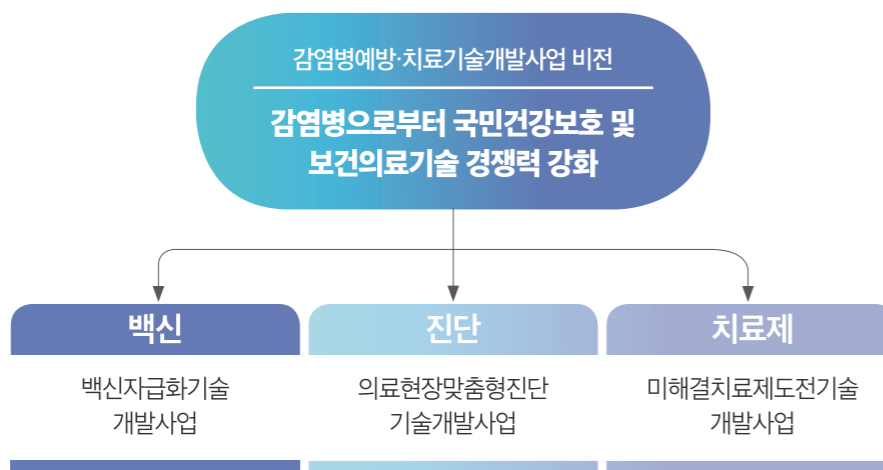 감염병예방·치료기술개발사업 비전
감염병으로부터 국민건강보호 및
보건의료기술 경쟁력 강화
백신
진단
치료제
백신자급화기술
개발사업
의료현장맞춤형진단
기술개발사업
미해결치료제도전기술
개발사업